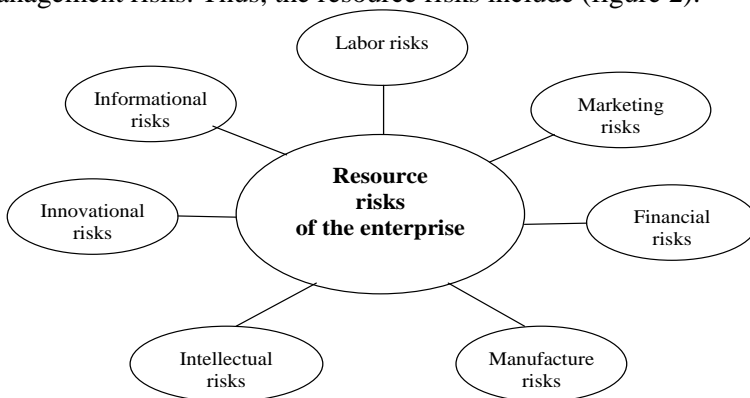 anagement risks. Thus, the resource risks include (figure 2).
Labor risks
Informational
risks
Marketing
risks
Resource
risks
of the enterprise
Innovational
risks
Financial
risks
Intellectual
risks
Manufacture
risks